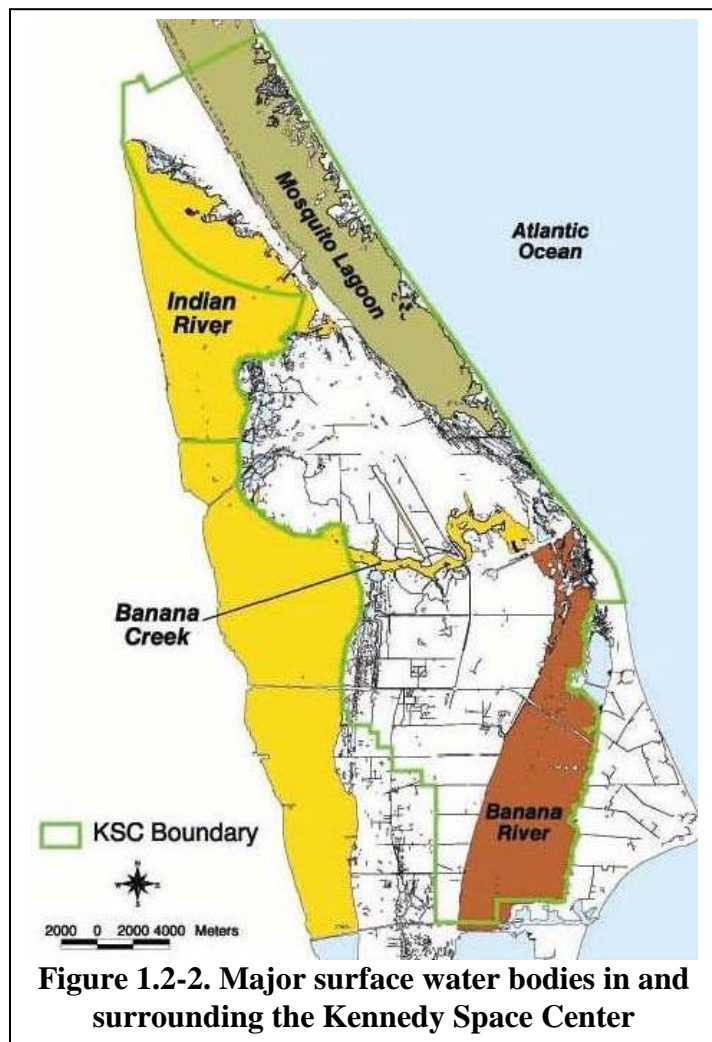 Mosquito Lagoon
Atlantic
Ocean
Indian
River
Banana
Creek
Banana
River
KSC Boundary
N
W E
S
2000 0 2000 4000 Meters
Figure 1.2-2. Major surface water bodies in and
surrounding the Kennedy Space Center